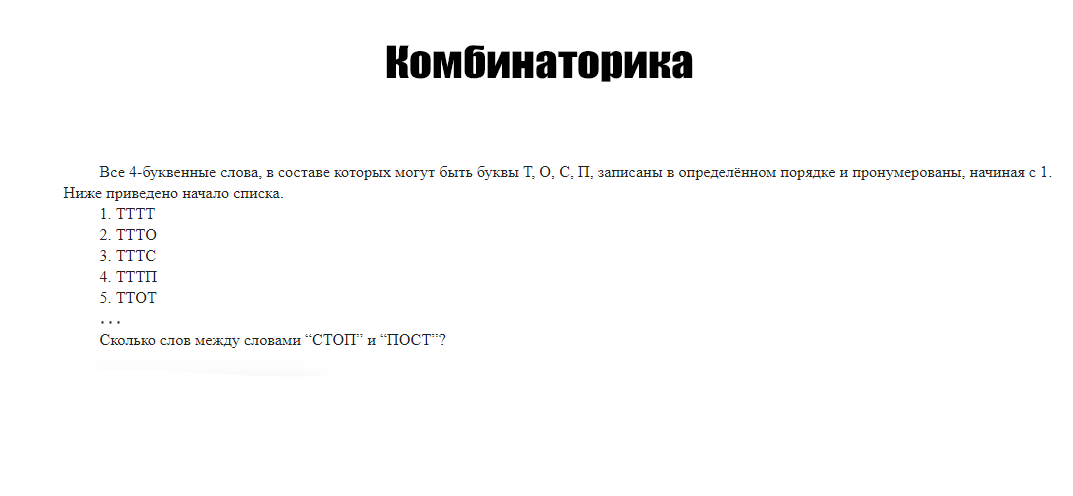 Комбинаторика
Все 4-буквенные слова, в составе которых могут быть буквы Т, О, С, П, записаны в определённом порядке и пронумерованы, начиная с 1.
Ниже приведено начало списка.
1. ТТТТ
2. ТТТО
3. ТТТС
4. ТТТП
5. ТТОТ
...
Сколько слов между словами “СТОП” и “ПОСТ”?